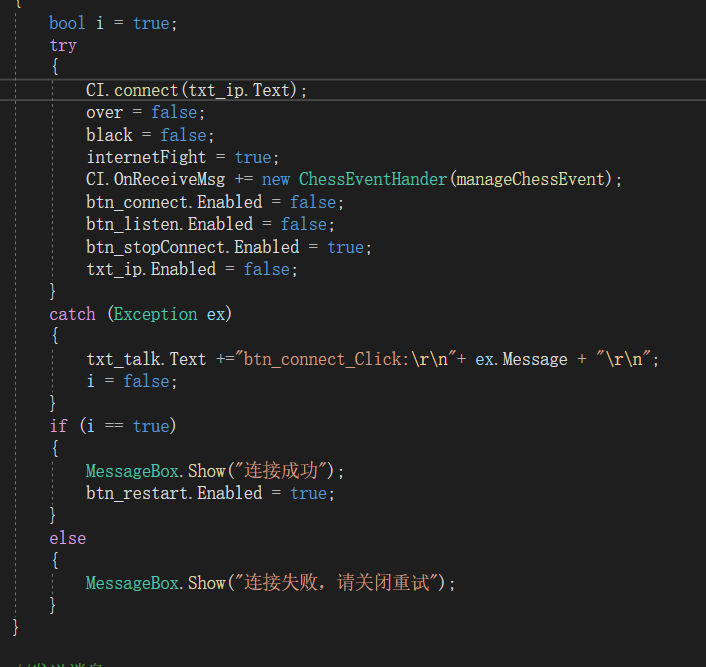 {
bool i = true;
try
{
CI.connect(txt_ip.Text);
over = false;
black = false;
internetFight = true;
CI.OnReceiveMsg += new ChessEventHander(manageChessEvent);
btn_connect.Enabled = false;
btn_listen.Enabled = false;
btn_stopConnect.Enabled = true;
txt_ip.Enabled = false;
}
catch (Exception ex)
{
txt_talk.Text +="btn_connect_Click:\r\n"+ ex.Message + "\r\n";
i = false;
}
if (i == true)
{
MessageBox.Show("连接成功");
btn_restart.Enabled = true;
}
else
{
MessageBox.Show("连接失败，请关闭重试");
}
}